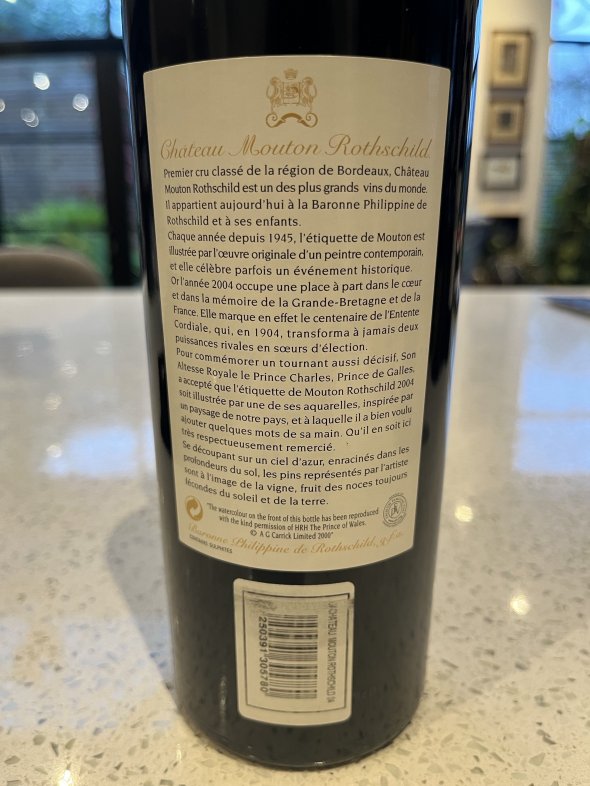 Château Mouton Rothschild
Premier cru classé de la région de Bordeaux, Château
Mouton Rothschild est un des plus grands vins du monde.
Il appartient aujourd'hui à la Baronne Philippine de
Rothschild et à ses enfants.
Chaque année depuis 1945, l'étiquette de Mouton est
illustrée par l'œuvre originale d'un peintre contemporain,
et elle célèbre parfois un événement historique.
Or l'année 2004 occupe une place à part dans le cœur
et dans la mémoire de la Grande-Bretagne et de la
France. Elle marque en effet le centenaire de l'Entente
Cordiale, qui, en 1904, transforma à jamais deux
puissances rivales en sœurs d'élection.
Pour commémorer un tournant aussi décisif, Son
Altesse Royale le Prince Charles, Prince de Galles,
a accepté que l'étiquette de Mouton Rothschild 2004
soit illustrée par une de ses aquarelles, inspirée par
un paysage de notre pays, et à laquelle il a bien voulu
ajouter quelques mots de sa main. Qu'il en soit ici
très respectueusement remercié.
Se découpant sur un ciel d'azur, enracinés dans les
profondeurs du sol, les pins représentés par l'artiste
sont à l'image de la vigne, fruit des noces toujours
fécondes du soleil et de la terre.
"The watercolour on the front of this bottle has been reproduced
with the kind permission of HRH The Prince of Wales.
© A G Carrick Limited 2000"
Baronne Philippine de Rothschild, g.f.a.
CONTAINS SULPHITES
CHATEAU MOUTON ROTHSCHILD 04
250391 305780